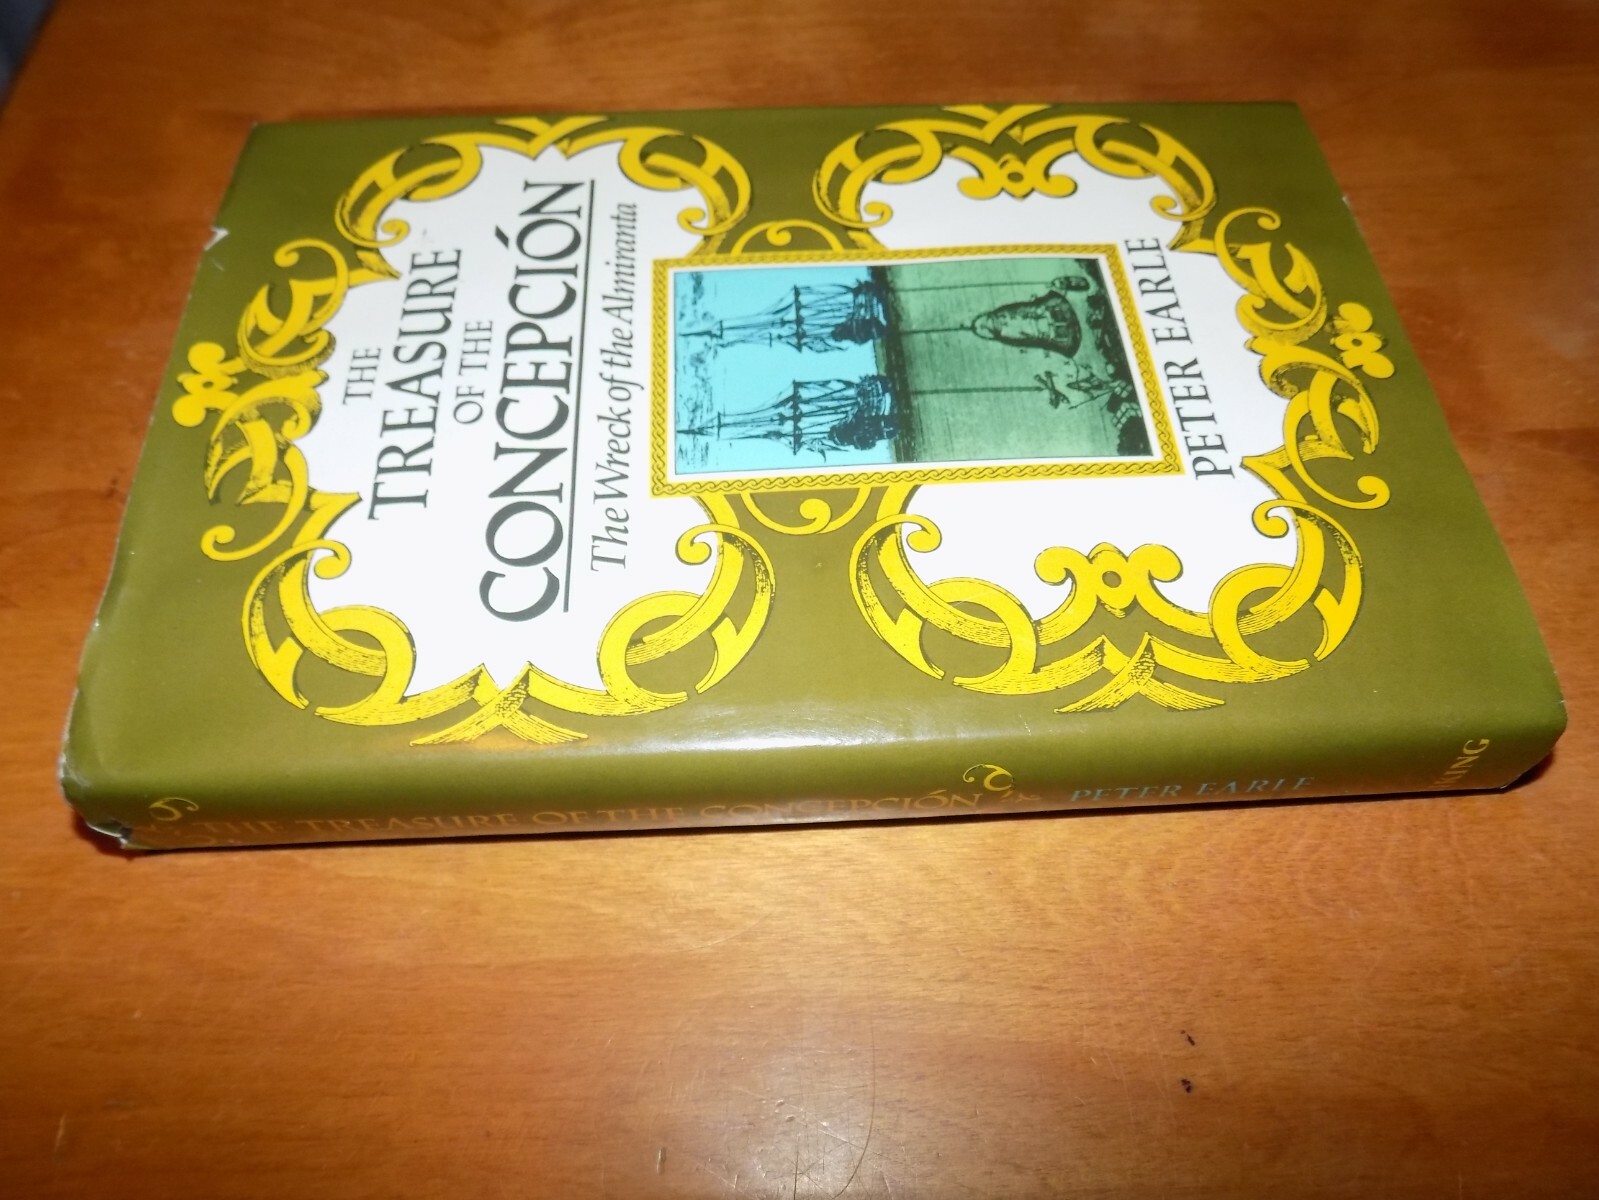 THE
TREASURE
OF THE
CONCEPCIÓN
The Wreck of the Almiranta
PETER EARLE
THE TREASURE OF THE CONCEPCIÓN PETER EARLE VIKING